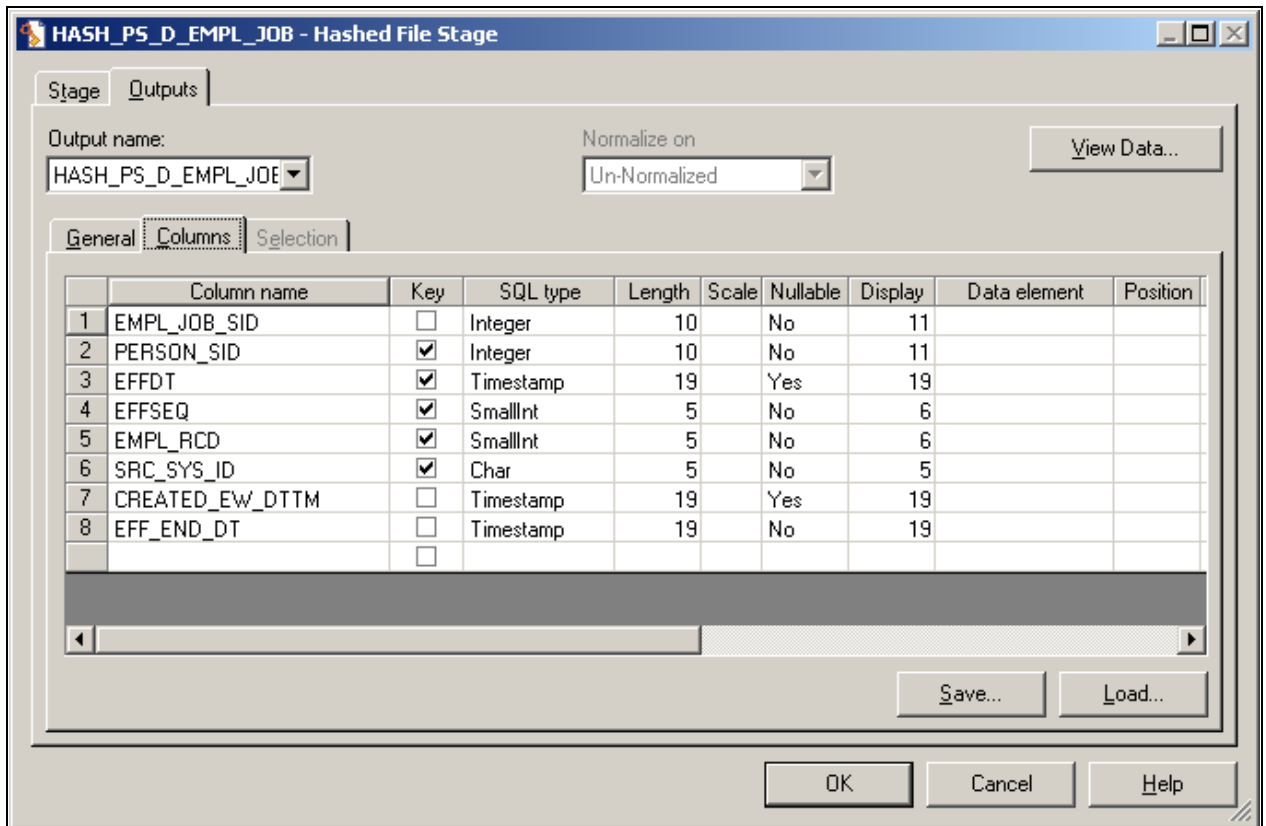 HASH_PS_D_EMPL_JOB - Hashed File Stage
Stage Outputs
Output name: Normalize on
HASH_PS_D_EMPL_JOB Un-Normalized View Data...
General Columns Selection
Column name Key SQL type Length Scale Nullable Display Data element Position
1 EMPL_JOB_SID Integer 10 No 11
2 PERSON_SID Integer 10 No 11
3 EFFDT Timestamp 19 Yes 19
4 EFFSEQ SmallInt 5 No 6
5 EMPL_RCD SmallInt 5 No 6
6 SRC_SYS_ID Char 5 No 5
7 CREATED_EW_DTTM Timestamp 19 Yes 19
8 EFF_END_DT Timestamp 19 No 19
Save... Load...
OK Cancel Help